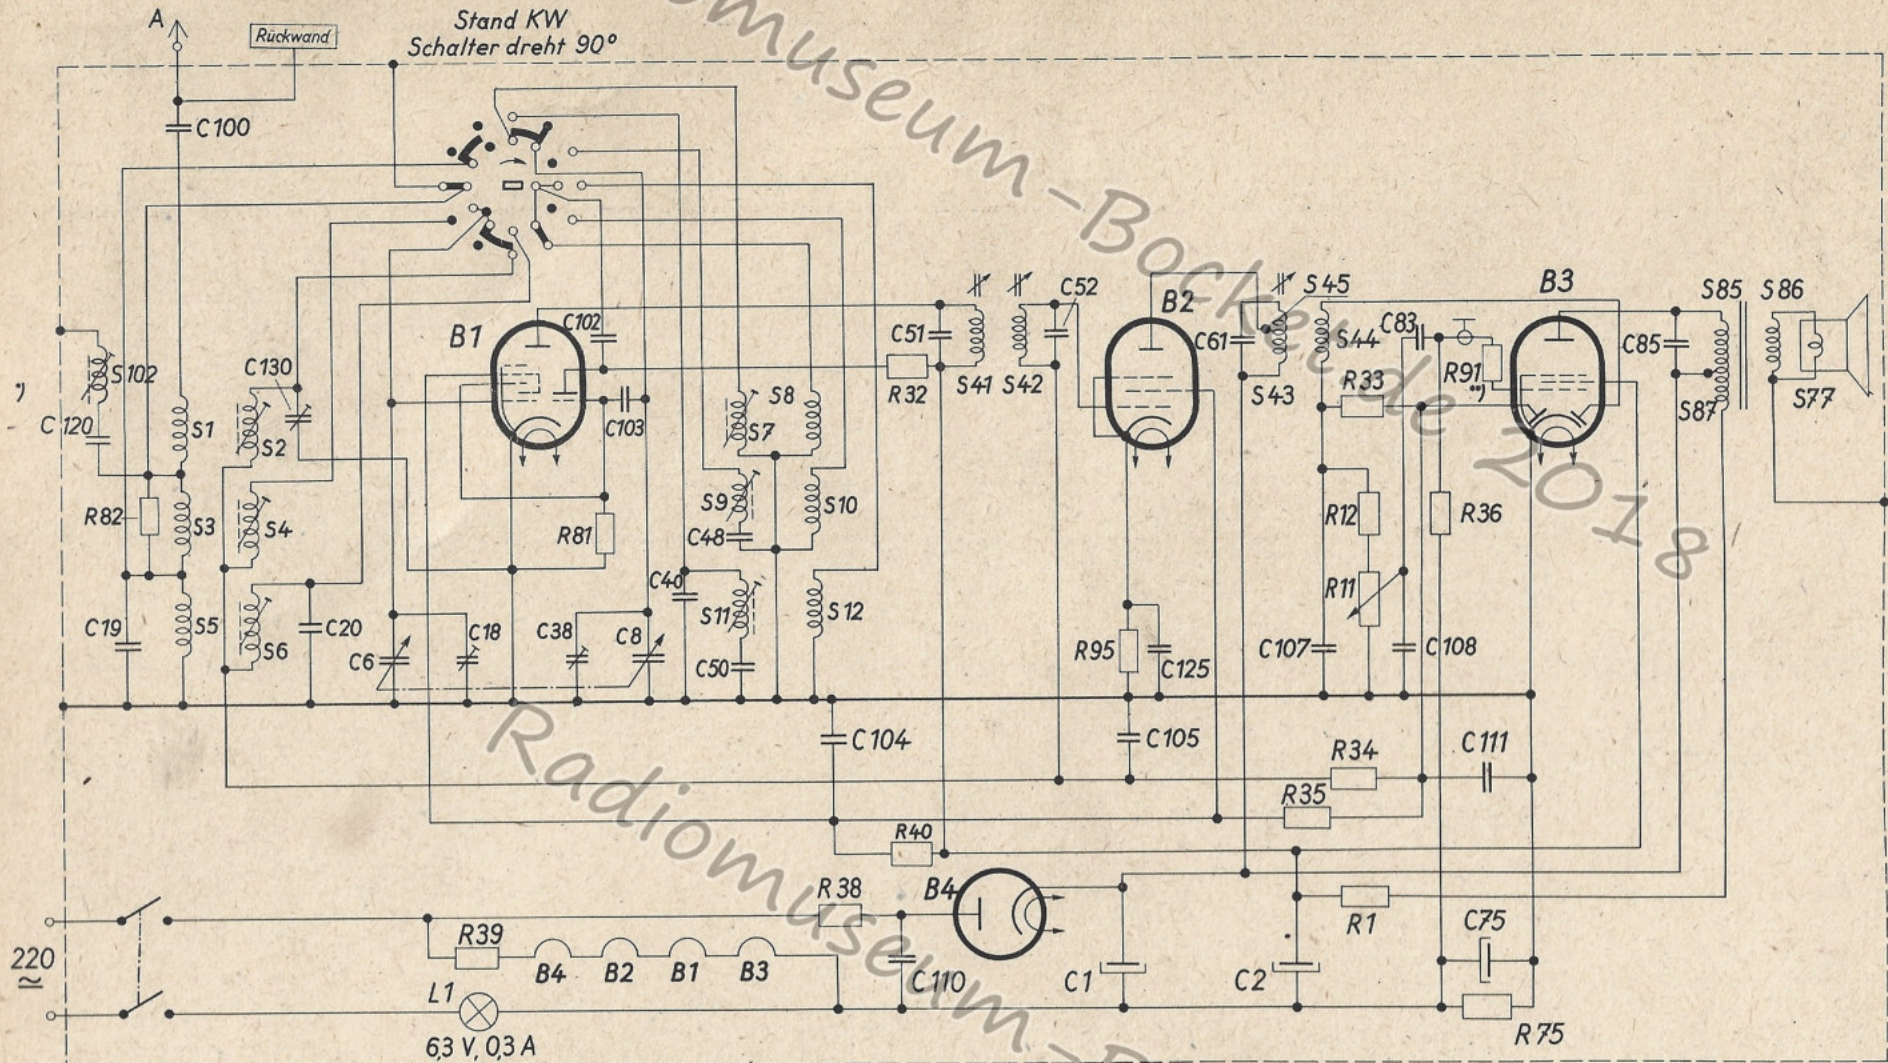 A
Rückwand
Stand KW
Schalter dreht 90°
C100
S102
C120
C130
S1
S2
R82
S3
S4
C19
S5
S6
C20
C6
C18
C38
C8
B1
C102
C103
R81
C40
S7
S8
S9
C48
S10
S11
C50
S12
R32
C51
S41
S42
C52
B2
C61
S43
S45
S44
C83
R91
B3
R33
C85
S85
S86
S87
S77
R12
R36
R11
R95
C125
C107
C108
C104
C105
R34
C111
R35
R40
R38
B4
R1
C75
R39
B4
B2
B1
B3
C110
C1
C2
R75
220
L1
6,3 V, 0,3 A
Radiomuseum-Bocket.de 2018
Radiomuseum-B